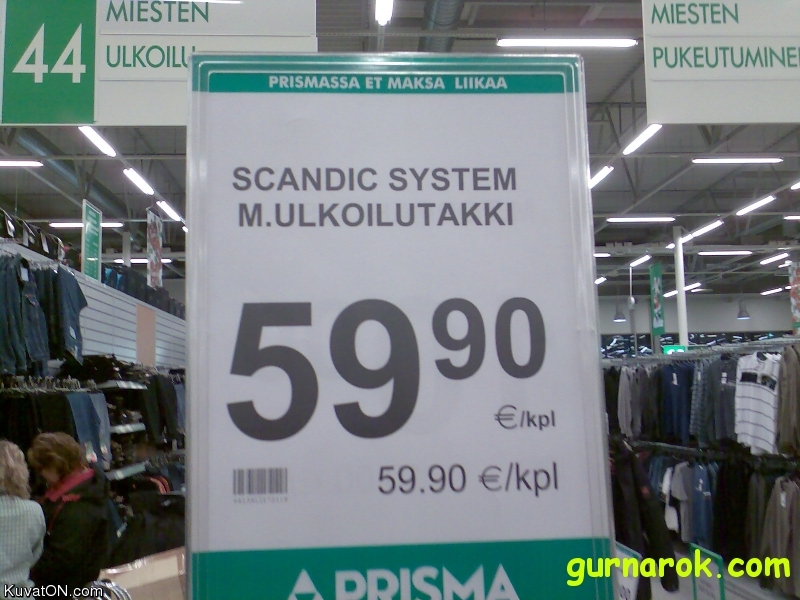 44
MIESTEN
ULKOILU
MIESTEN
PUKEUTUMINEN
PRISMASSA ET MAKSA LIIKAA
SCANDIC SYSTEM
M.ULKOILUTAKKI
59 90
€/kpl
59.90 €/kpl
PRISMA
gurnarok.com
KuvatON.com